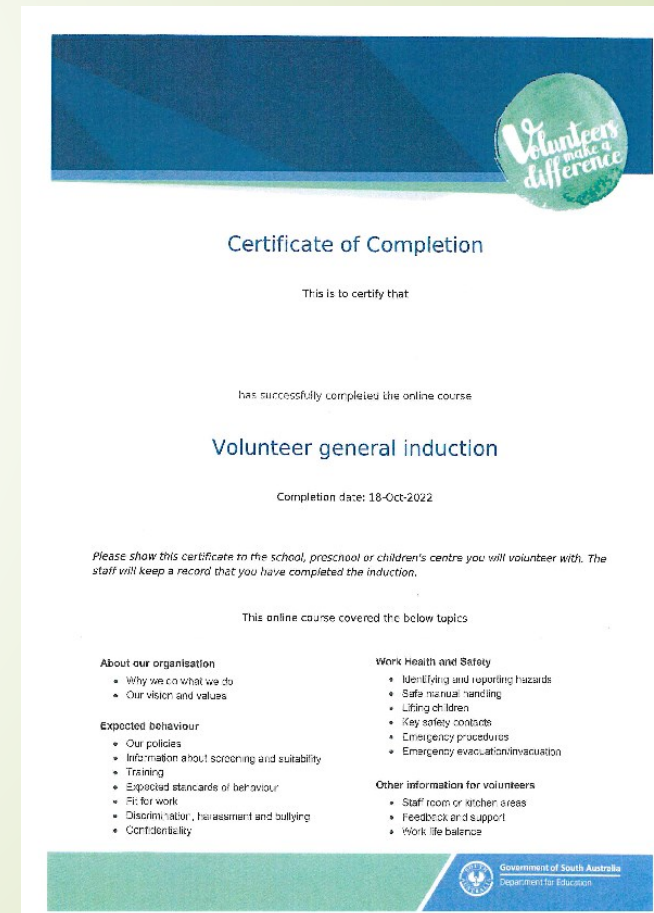 Volunteers
make a
difference
Certificate of Completion
This is to certify that
has successfully completed the online course
Volunteer general induction
Completion date: 18-Oct-2022
Please show this certificate to the school, preschool or children's centre you will volunteer with. The
staff will keep a record that you have completed the induction.
This online course covered the below topics
About our organisation
• Why we do what we do
• Our vision and values
Expected behaviour
• Our policies
• Information about screening and suitability
• Training
• Expected standards of behaviour
• Fit for work
• Discrimination, harassment and bullying
• Confidentiality
Work Health and Safety
• Identifying and reporting hazards
• Safe manual handling
• Lifting children
• Key safety contacts
• Emergency procedures
• Emergency evacuation/invacuation
Other information for volunteers
• Staff room or kitchen areas
• Feedback and support
• Work life balance
Government of South Australia
Department for Education